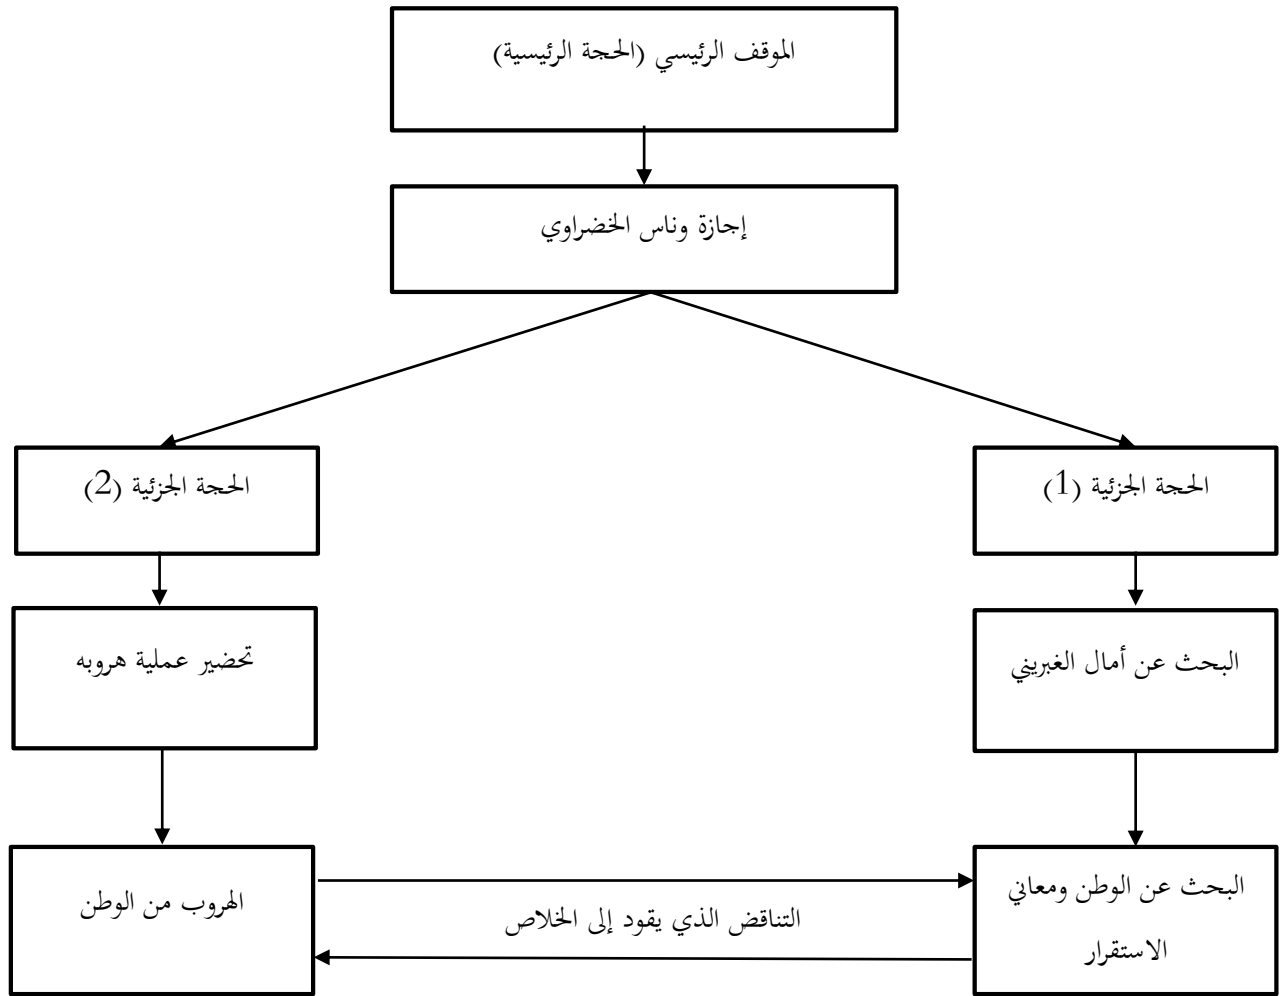 الموقف الرئيسي (الحجة الرئيسية)
إجازة وناس الخضراوي
الحجة الجزئية (1)
الحجة الجزئية (2)
البحث عن أمال الغبريني
تحضير عملية هروبه
البحث عن الوطن ومعاني
الاستقرار
الهروب من الوطن
التناقض الذي يقود إلى الخلاص